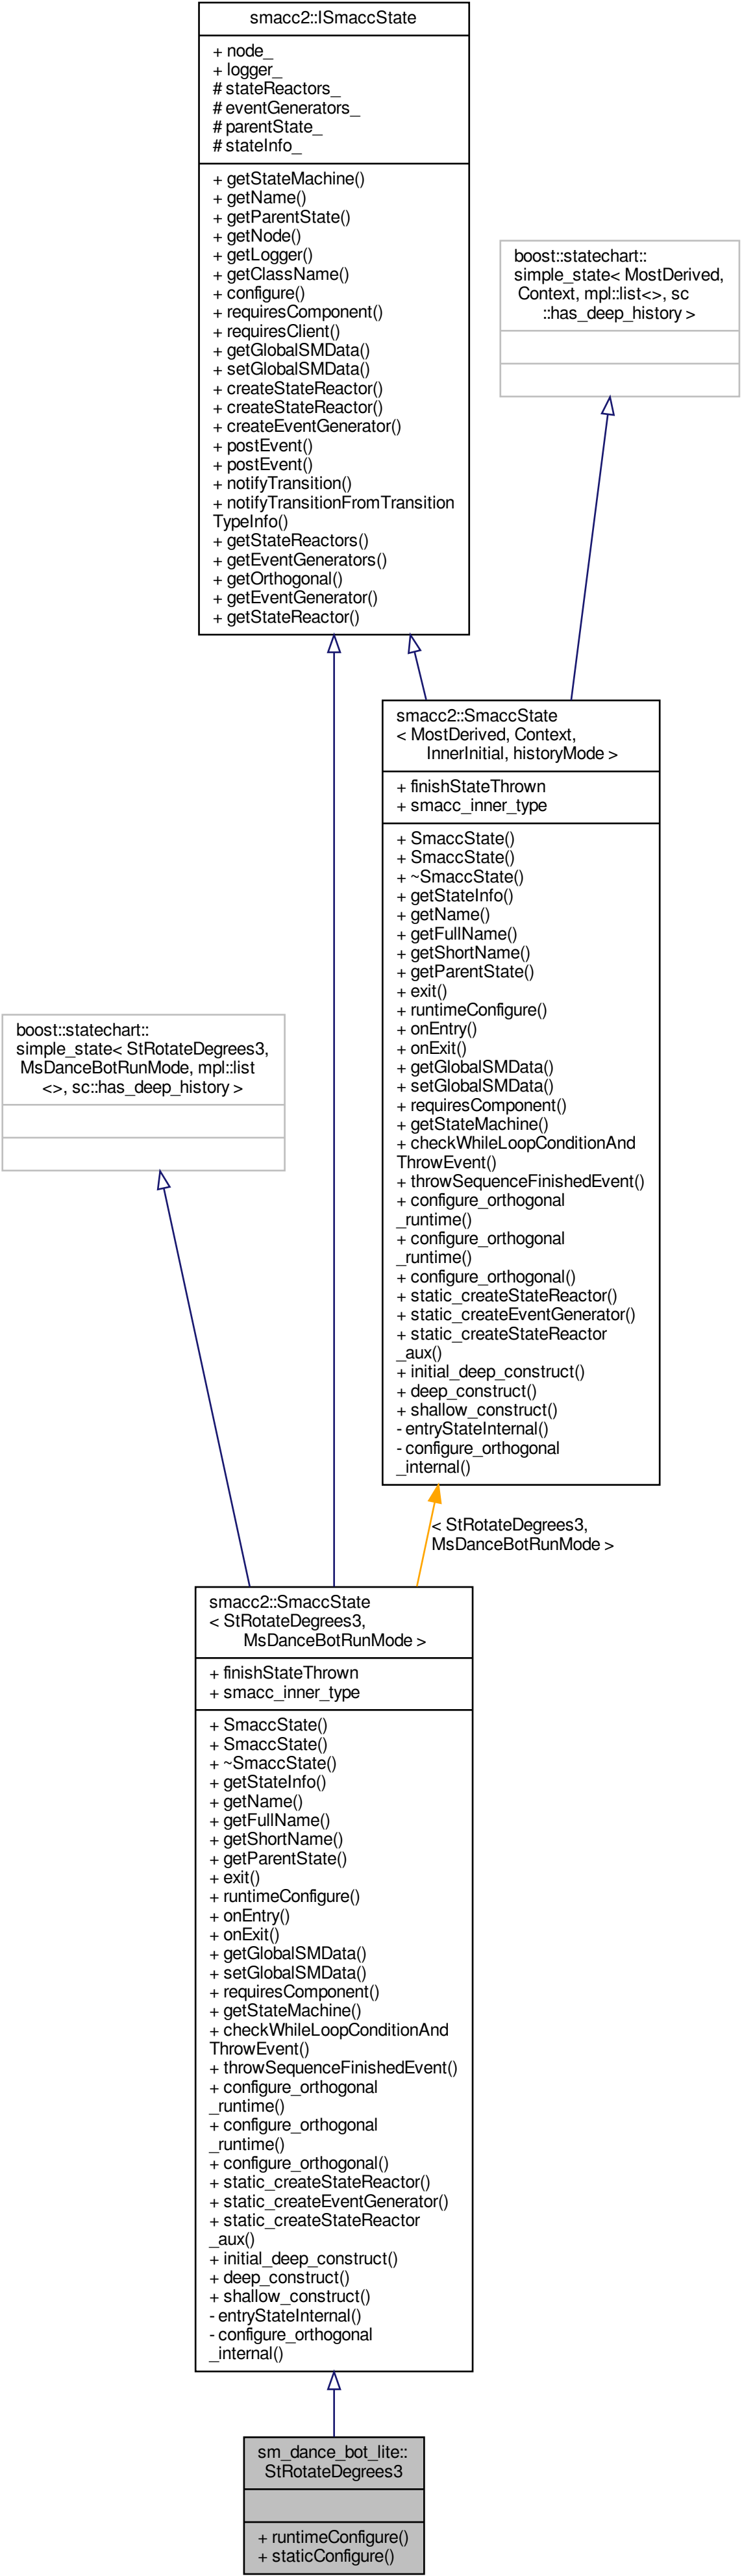 smacc2::ISmaccState
+ node_
+ logger_
# stateReactors_
# eventGenerators_
# parentState_
# stateInfo_
+ getStateMachine()
+ getName()
+ getParentState()
+ getNode()
+ getLogger()
+ getClassName()
+ configure()
+ requiresComponent()
+ requiresClient()
+ getGlobalSMData()
+ setGlobalSMData()
+ createStateReactor()
+ createStateReactor()
+ createEventGenerator()
+ postEvent()
+ postEvent()
+ notifyTransition()
+ notifyTransitionFromTransition
TypeInfo()
+ getStateReactors()
+ getEventGenerators()
+ getOrthogonal()
+ getEventGenerator()
+ getStateReactor()
boost::statechart::
simple_state< MostDerived,
Context, mpl::list<>, sc
::has_deep_history >
smacc2::SmaccState
< MostDerived, Context,
InnerInitial, historyMode >
+ finishStateThrown
+ smacc_inner_type
+ SmaccState()
+ SmaccState()
+ ~SmaccState()
+ getStateInfo()
+ getName()
+ getFullName()
+ getShortName()
+ getParentState()
+ exit()
+ runtimeConfigure()
+ onEntry()
+ onExit()
+ getGlobalSMData()
+ setGlobalSMData()
+ requiresComponent()
+ getStateMachine()
+ checkWhileLoopConditionAnd
ThrowEvent()
+ throwSequenceFinishedEvent()
+ configure_orthogonal
_runtime()
+ configure_orthogonal
_runtime()
+ configure_orthogonal()
+ static_createStateReactor()
+ static_createEventGenerator()
+ static_createStateReactor
_aux()
+ initial_deep_construct()
+ deep_construct()
+ shallow_construct()
- entryStateInternal()
- configure_orthogonal
_internal()
boost::statechart::
simple_state< StRotateDegrees3,
MsDanceBotRunMode, mpl::list
<>, sc::has_deep_history >
< StRotateDegrees3,
MsDanceBotRunMode >
smacc2::SmaccState
< StRotateDegrees3,
MsDanceBotRunMode >
+ finishStateThrown
+ smacc_inner_type
+ SmaccState()
+ SmaccState()
+ ~SmaccState()
+ getStateInfo()
+ getName()
+ getFullName()
+ getShortName()
+ getParentState()
+ exit()
+ runtimeConfigure()
+ onEntry()
+ onExit()
+ getGlobalSMData()
+ setGlobalSMData()
+ requiresComponent()
+ getStateMachine()
+ checkWhileLoopConditionAnd
ThrowEvent()
+ throwSequenceFinishedEvent()
+ configure_orthogonal
_runtime()
+ configure_orthogonal
_runtime()
+ configure_orthogonal()
+ static_createStateReactor()
+ static_createEventGenerator()
+ static_createStateReactor
_aux()
+ initial_deep_construct()
+ deep_construct()
+ shallow_construct()
- entryStateInternal()
- configure_orthogonal
_internal()
sm_dance_bot_lite::
StRotateDegrees3
+ runtimeConfigure()
+ staticConfigure()